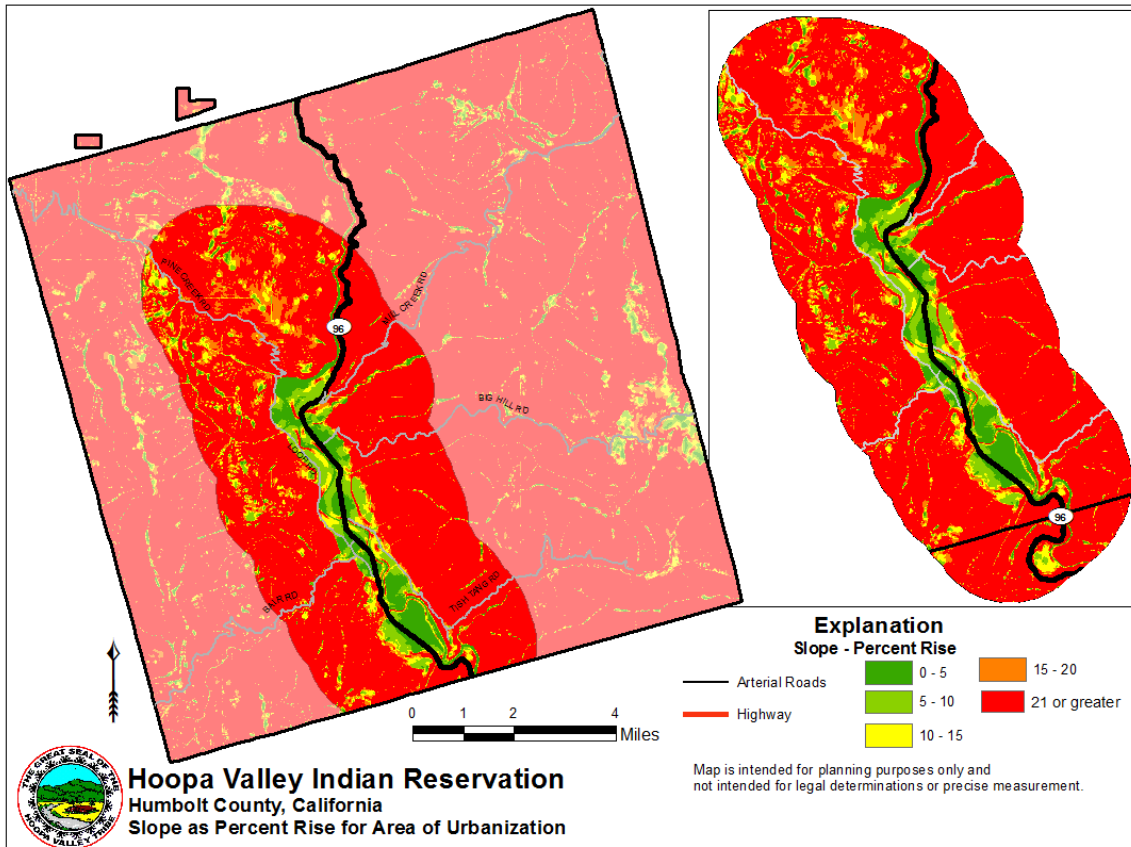 PINE CREEK RD
96
MILL CREEK RD
BIG HILL RD
LOOP RD
BAIR RD
TISH TANG RD
96
Explanation
Slope - Percent Rise
Arterial Roads
Highway
0 - 5
5 - 10
10 - 15
15 - 20
21 or greater
0 1 2 4
Miles
THE GREAT SEAL OF THE
HOOPA VALLEY TRIBE
Hoopa Valley Indian Reservation
Humbolt County, California
Slope as Percent Rise for Area of Urbanization
Map is intended for planning purposes only and
not intended for legal determinations or precise measurement.